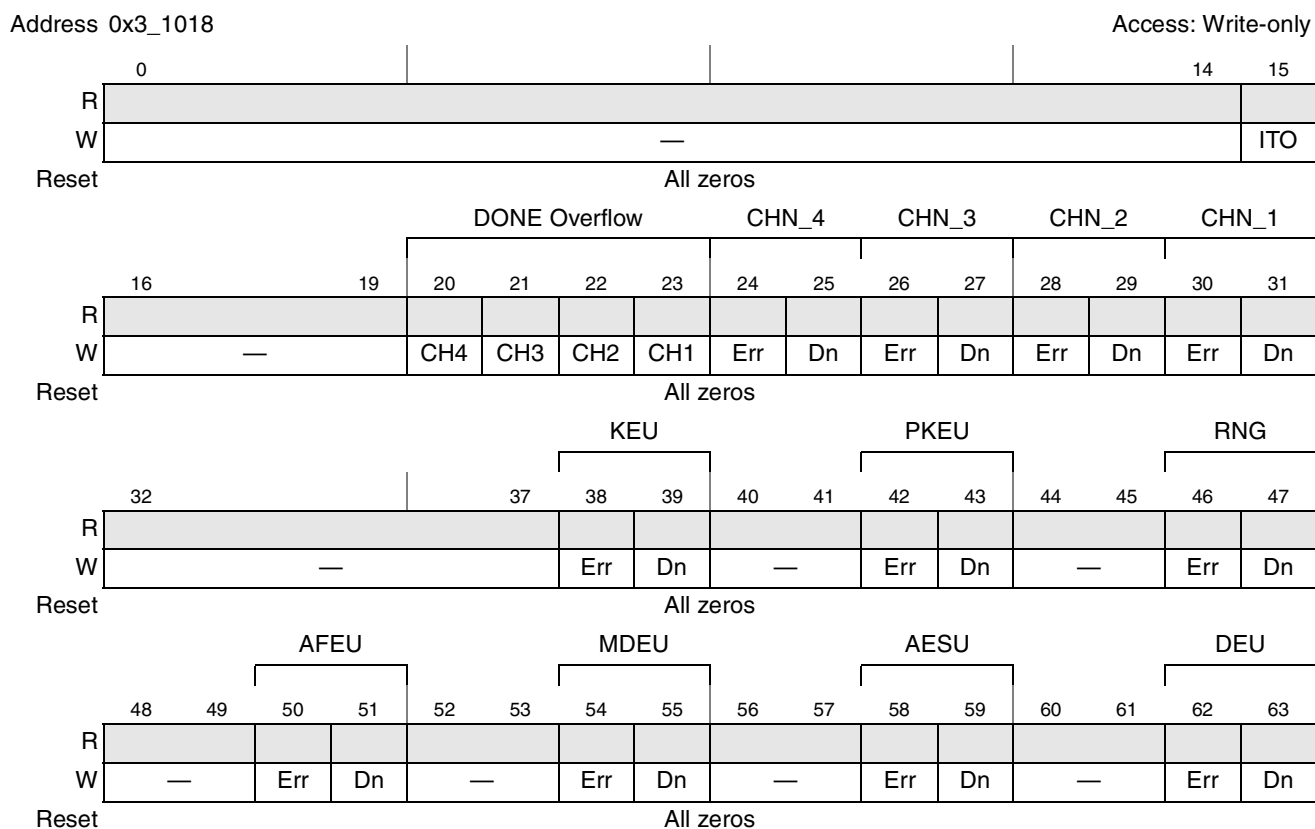 Address 0x3_1018 Access: Write-only
0 14 15
R
W — ITO
Reset All zeros
DONE Overflow CHN_4 CHN_3 CHN_2 CHN_1
16 19 20 21 22 23 24 25 26 27 28 29 30 31
R
W — CH4 CH3 CH2 CH1 Err Dn Err Dn Err Dn Err Dn
Reset All zeros
KEU PKEU RNG
32 37 38 39 40 41 42 43 44 45 46 47
R
W — Err Dn — Err Dn — Err Dn
Reset All zeros
AFEU MDEU AESU DEU
48 49 50 51 52 53 54 55 56 57 58 59 60 61 62 63
R
W — Err Dn — Err Dn — Err Dn — Err Dn
Reset All zeros